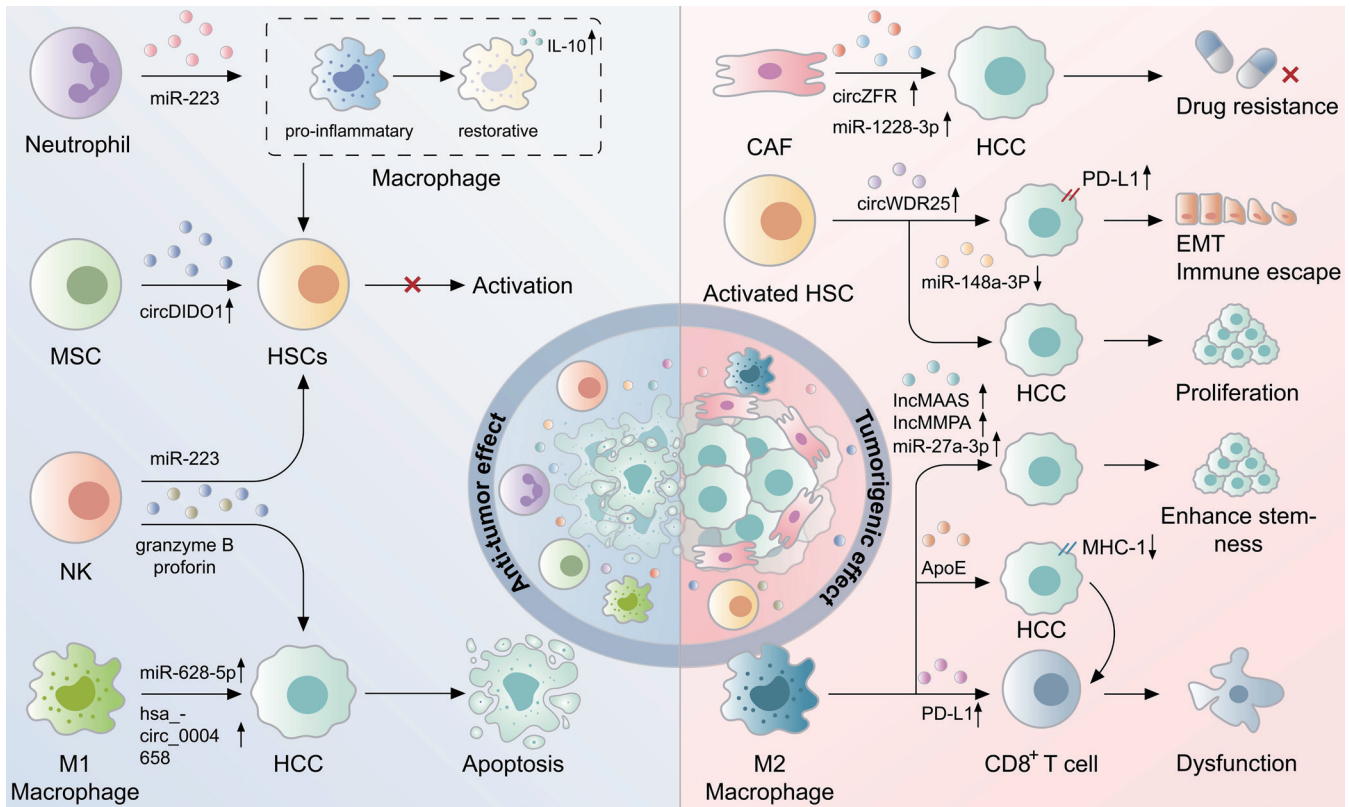 miR-223
Neutrophil
IL-10
pro-inflammatary
restorative
Macrophage
circDIDO1
MSC
HSCs
Activation
miR-223
granzyme B
proforin
NK
miR-628-5p
hsa_-
circ_0004
658
M1
Macrophage
HCC
Apoptosis
Anti-tumor effect
Tumorigenic effect
CAF
circZFR
miR-1228-3p
HCC
Drug resistance
Activated HSC
circWDR25
PD-L1
EMT
Immune escape
miR-148a-3P
HCC
Proliferation
lncMAAS
lncMMPA
miR-27a-3p
Enhance stem-
ness
ApoE
MHC-1
HCC
M2
Macrophage
PD-L1
CD8+ T cell
Dysfunction